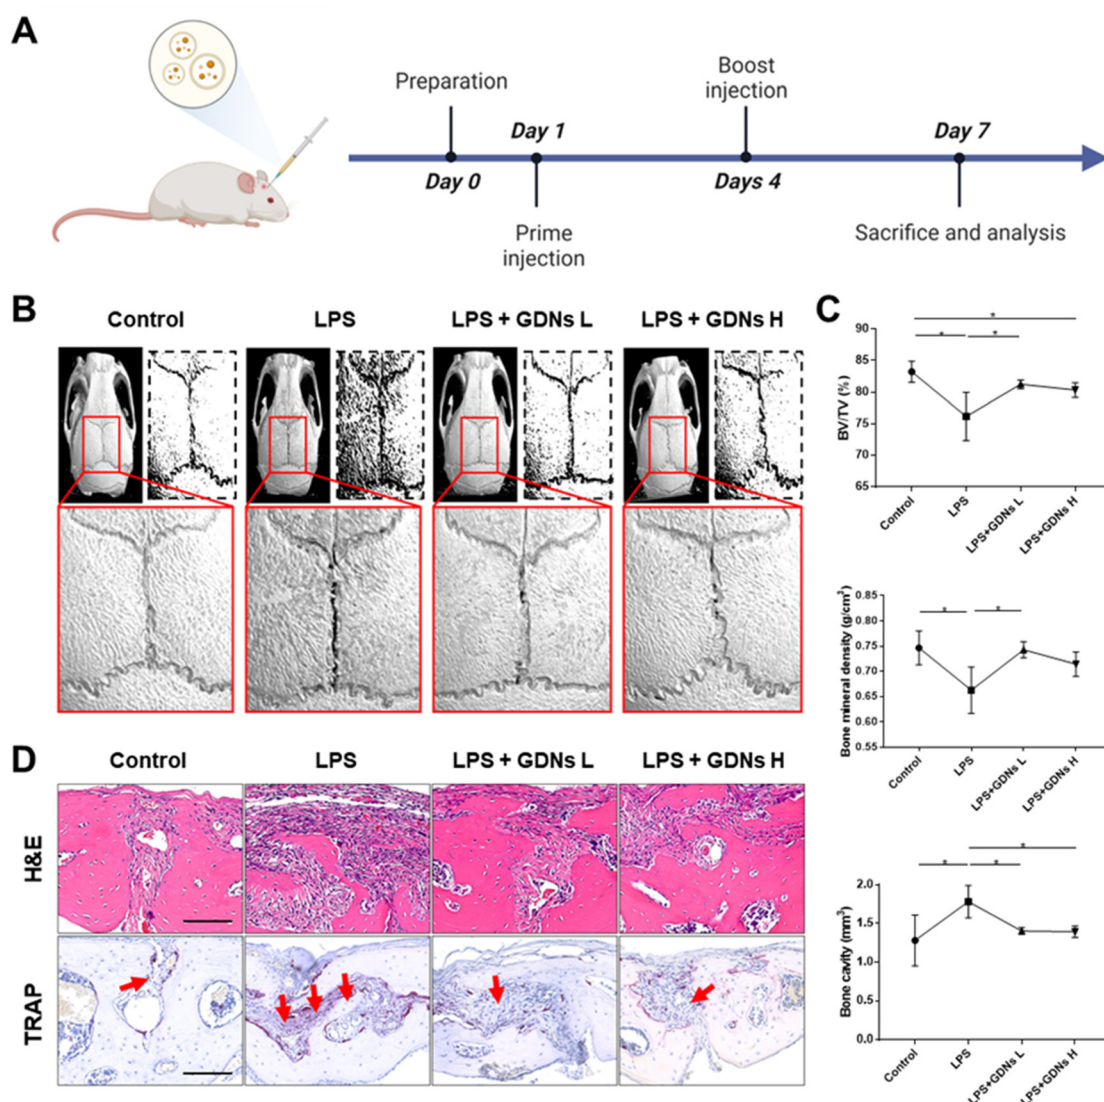 A
Preparation
Boost
injection
Day 1
Day 7
Day 0
Days 4
Prime
injection
Sacrifice and analysis
B
Control
LPS
LPS + GDNs L
LPS + GDNs H
C
*
*
*
BV/TV (%)
90
85
80
75
70
65
Control
LPS
LPS+GDNs L
LPS+GDNs H
*
*
Bone mineral density (g/cm³)
0.85
0.80
0.75
0.70
0.65
0.60
0.55
Control
LPS
LPS+GDNs L
LPS+GDNs H
*
*
*
Bone cavity (mm³)
2.0
1.5
1.0
0.5
0.0
Control
LPS
LPS+GDNs L
LPS+GDNs H
D
Control
LPS
LPS + GDNs L
LPS + GDNs H
H&E
TRAP